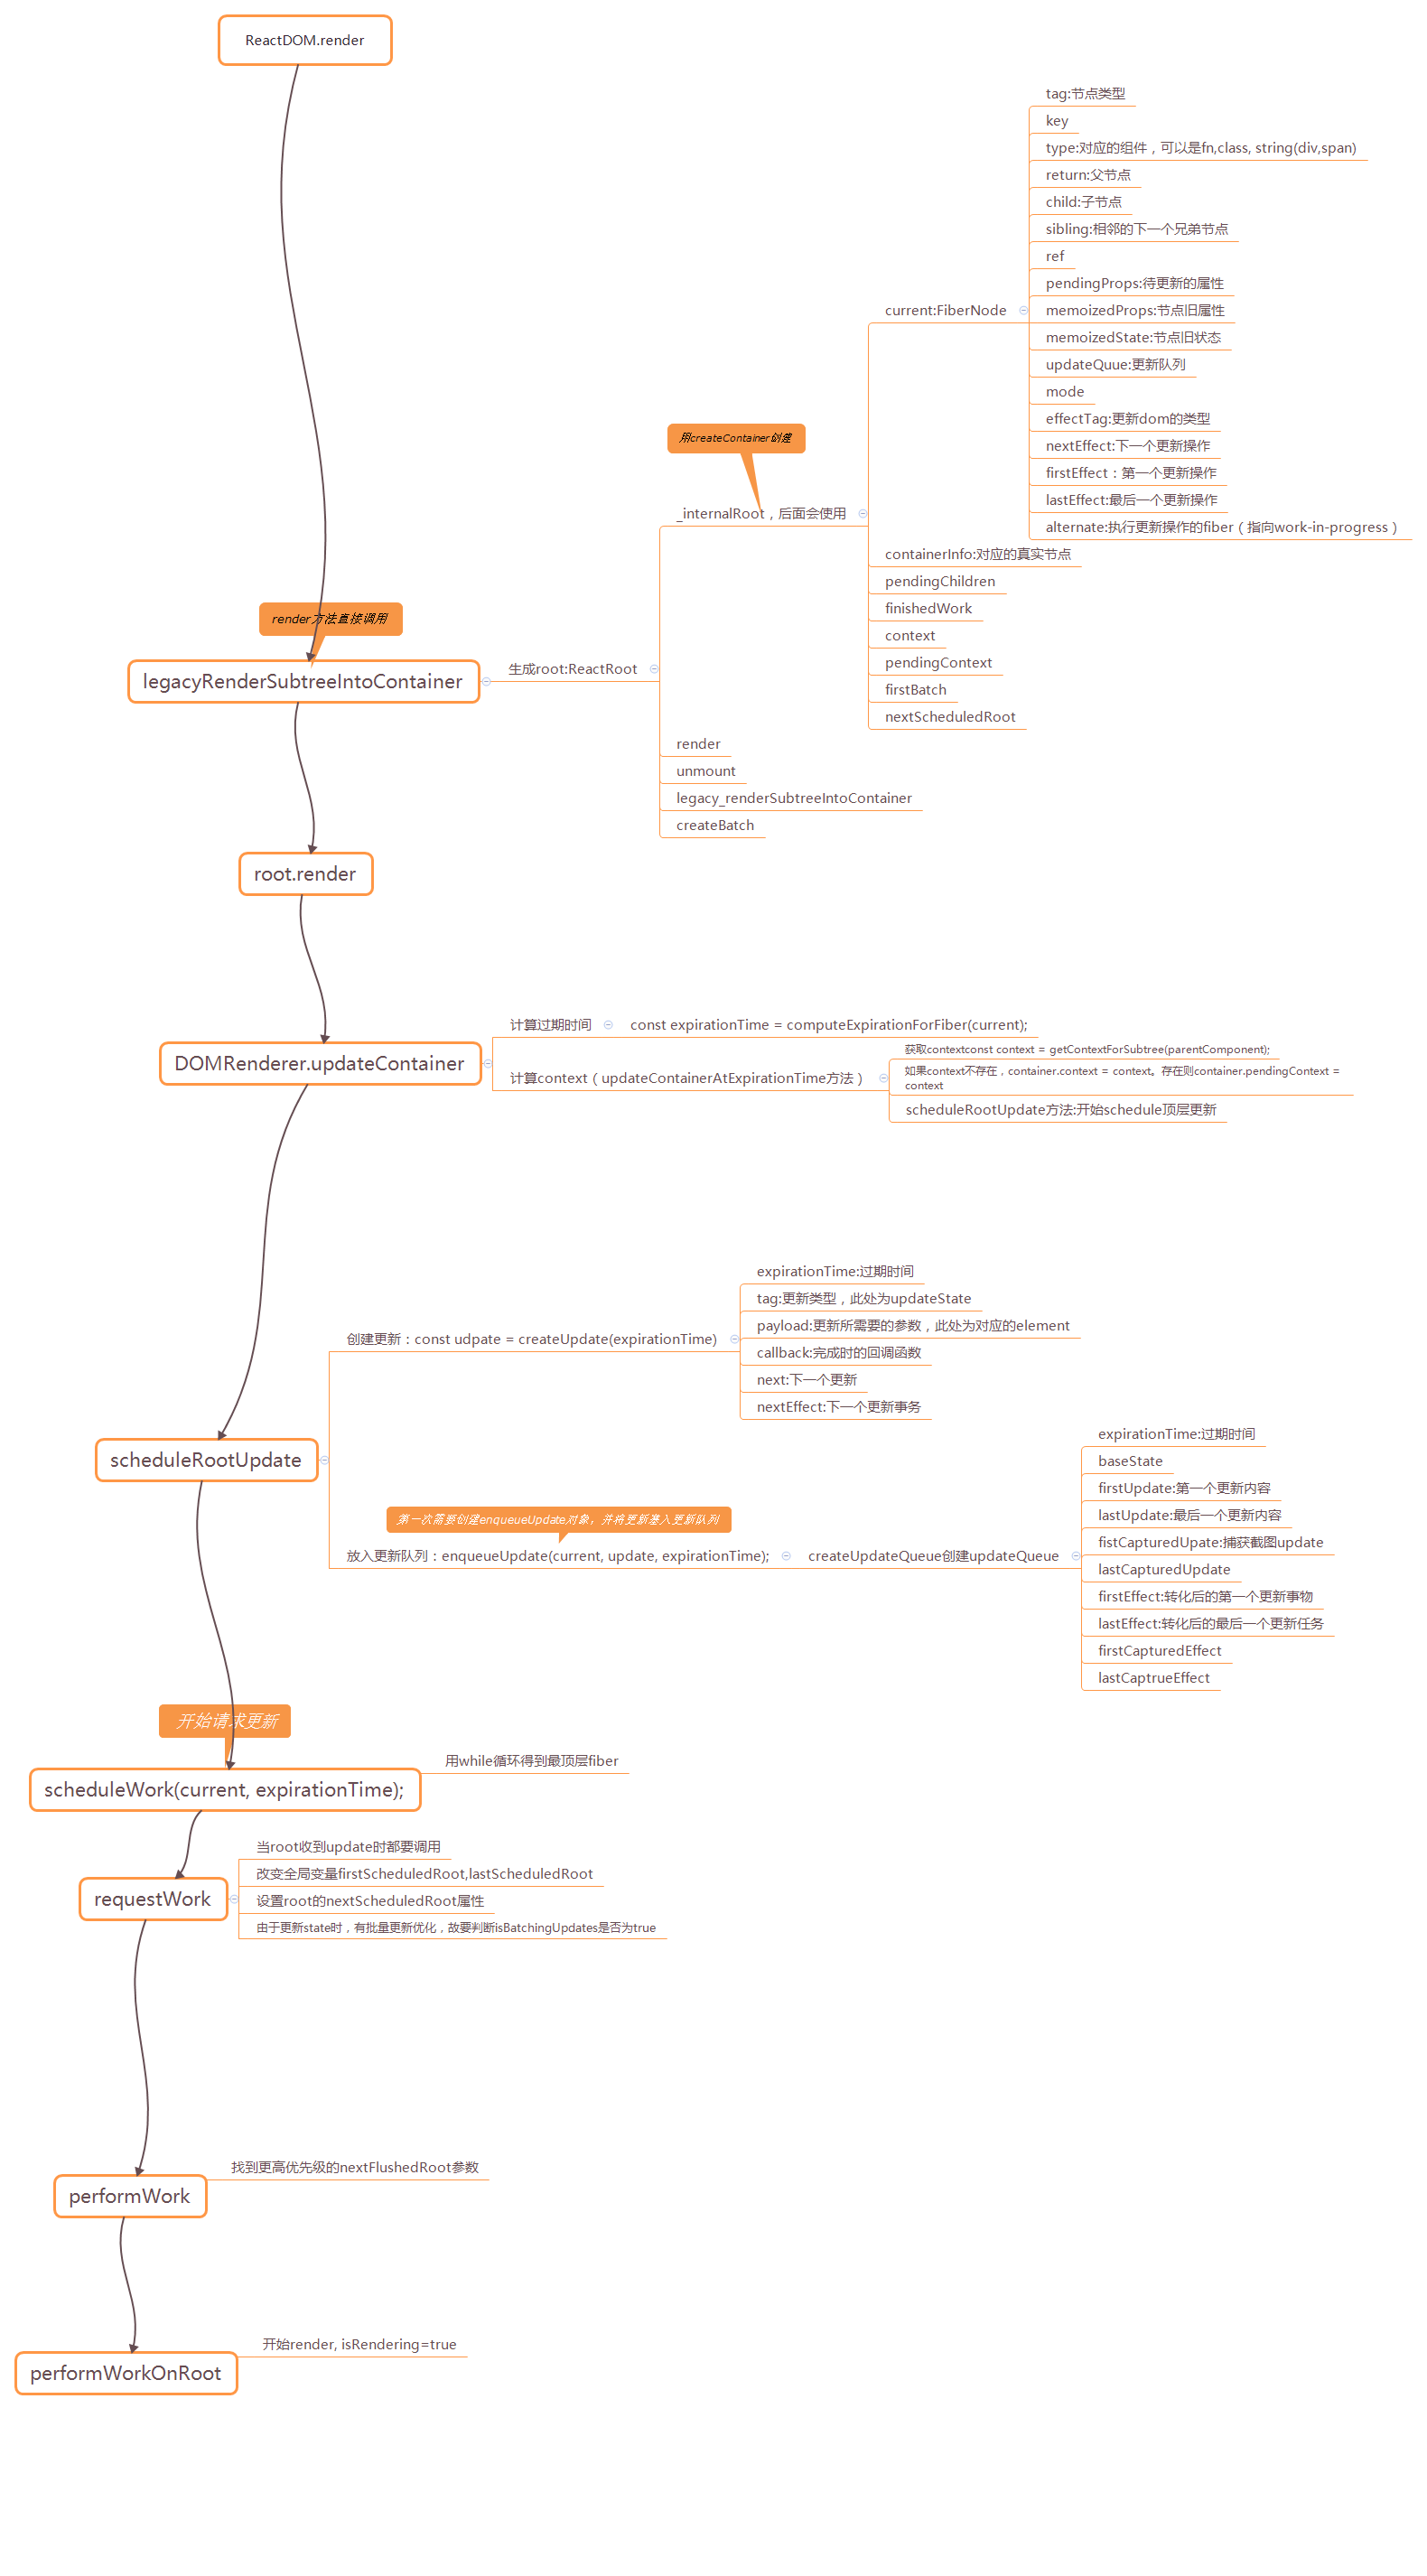 ReactDOM.render
tag:节点类型
key
type:对应的组件，可以是fn,class, string(div,span)
return:父节点
child:子节点
sibling:相邻的下一个兄弟节点
ref
pendingProps:待更新的属性
current:FiberNode
memoizedProps:节点旧属性
memoizedState:节点旧状态
updateQuue:更新队列
mode
effectTag:更新dom的类型
nextEffect:下一个更新操作
firstEffect：第一个更新操作
lastEffect:最后一个更新操作
alternate:执行更新操作的fiber（指向work-in-progress）
用createContainer创建
_internalRoot，后面会使用
containerInfo:对应的真实节点
pendingChildren
finishedWork
context
pendingContext
firstBatch
nextScheduledRoot
render方法直接调用
legacyRenderSubtreeIntoContainer
生成root:ReactRoot
render
unmount
legacy_renderSubtreeIntoContainer
createBatch
root.render
DOMRenderer.updateContainer
计算过期时间
const expirationTime = computeExpirationForFiber(current);
计算context（updateContainerAtExpirationTime方法）
获取contextconst context = getContextForSubtree(parentComponent);
如果context不存在，container.context = context。存在则container.pendingContext =
context
scheduleRootUpdate方法:开始schedule顶层更新
expirationTime:过期时间
tag:更新类型，此处为updateState
payload:更新所需要的参数，此处为对应的element
创建更新：const udpate = createUpdate(expirationTime)
callback:完成时的回调函数
next:下一个更新
nextEffect:下一个更新事务
scheduleRootUpdate
第一次需要创建enqueueUpdate对象，并将更新塞入更新队列
放入更新队列：enqueueUpdate(current, update, expirationTime);
createUpdateQueue创建updateQueue
expirationTime:过期时间
baseState
firstUpdate:第一个更新内容
lastUpdate:最后一个更新内容
fistCapturedUpate:捕获截图update
lastCapturedUpdate
firstEffect:转化后的第一个更新事物
lastEffect:转化后的最后一个更新任务
firstCapturedEffect
lastCaptrueEffect
开始请求更新
scheduleWork(current, expirationTime);
用while循环得到最顶层fiber
requestWork
当root收到update时都要调用
改变全局变量firstScheduledRoot,lastScheduledRoot
设置root的nextScheduledRoot属性
由于更新state时，有批量更新优化，故要判断isBatchingUpdates是否为true
performWork
找到更高优先级的nextFlushedRoot参数
performWorkOnRoot
开始render, isRendering=true